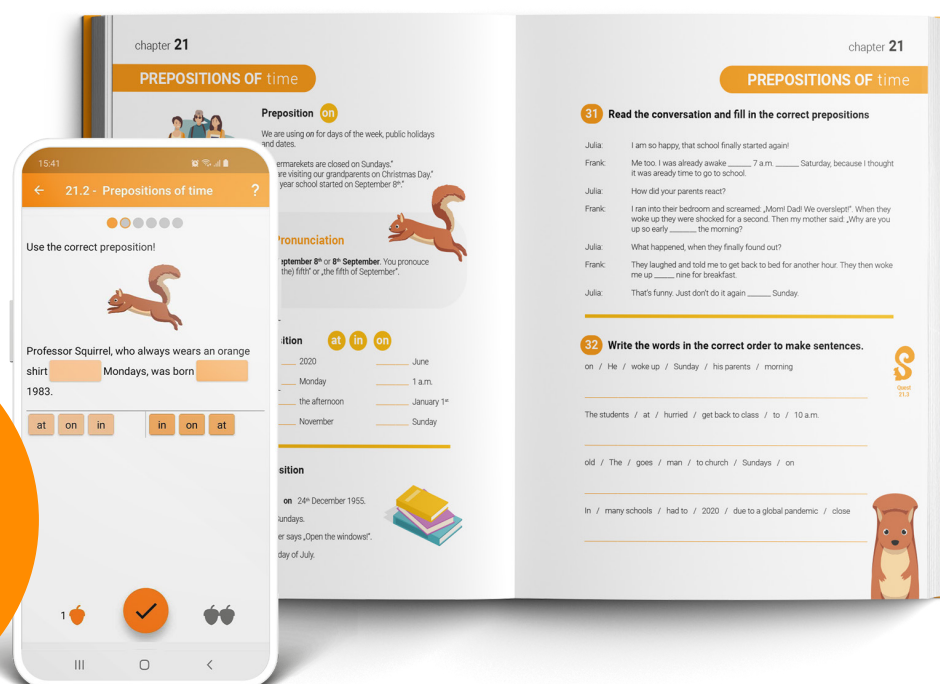 chapter 21
PREPOSITIONS OF time
Preposition on
We are using on for days of the week, public holidays
and dates.
ermarekets are closed on Sundays."
are visiting our grandparents on Christmas Day."
year school started on September 8th."
Pronunciation
eptember 8th or 8th September. You pronouce
the) fifth" or „the fifth of September".
ition at in on
____ 2020 ____ June
____ Monday ____ 1 a.m.
____ the afternoon ____ January 1st
____ November ____ Sunday
sition
on 24th December 1955.
undays.
er says „Open the windows!".
day of July.
15:41
21.2 - Prepositions of time ?
Use the correct preposition!
Professor Squirrel, who always wears an orange
shirt Mondays, was born
1983.
at on in in on at
1
chapter 21
PREPOSITIONS OF time
31 Read the conversation and fill in the correct prepositions
Julia: I am so happy, that school finally started again!
Frank: Me too. I was already awake _____ 7 a.m. _____ Saturday, because I thought
it was aready time to go to school.
Julia: How did your parents react?
Frank: I ran into their bedroom and screamed: „Mom! Dad! We overslept!". When they
woke up they were shocked for a second. Then my mother said: „Why are you
up so early _____ the morning?
Julia: What happened, when they finally found out?
Frank: They laughed and told me to get back to bed for another hour. They then woke
me up _____ nine for breakfast.
Julia: That's funny. Just don't do it again _____ Sunday.
32 Write the words in the correct order to make sentences.
on / He / woke up / Sunday / his parents / morning
Quest
21.3
The students / at / hurried / get back to class / to / 10 a.m.
old / The / goes / man / to church / Sundays / on
In / many schools / had to / 2020 / due to a global pandemic / close